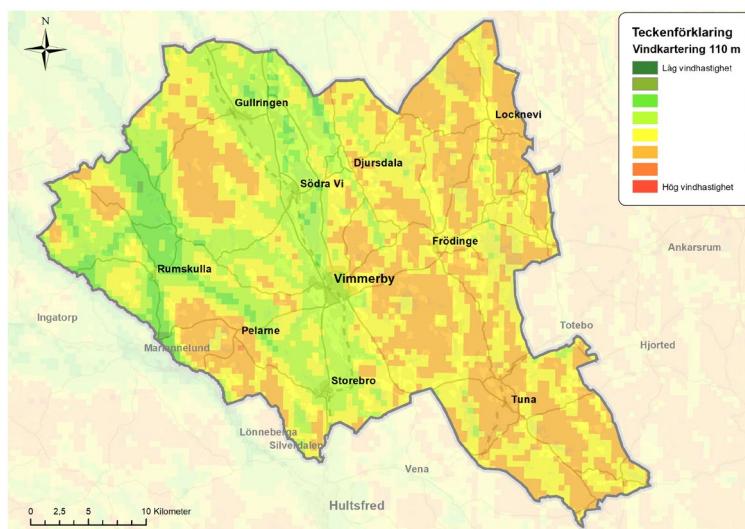 N
Teckenförklaring
Vindkartering 110 m
Låg vindhastighet
Hög vindhastighet
Gullringen
Locknevi
Djursdala
Södra Vi
Frödinge
Ankarsrum
Rumskulla
Vimmerby
Ingatorp
Totebo
Pelarne
Hjorted
Mariannelund
Storebro
Tuna
Lönneberga
Silverdalen
Vena
Hultsfred
0 2,5 5 10 Kilometer